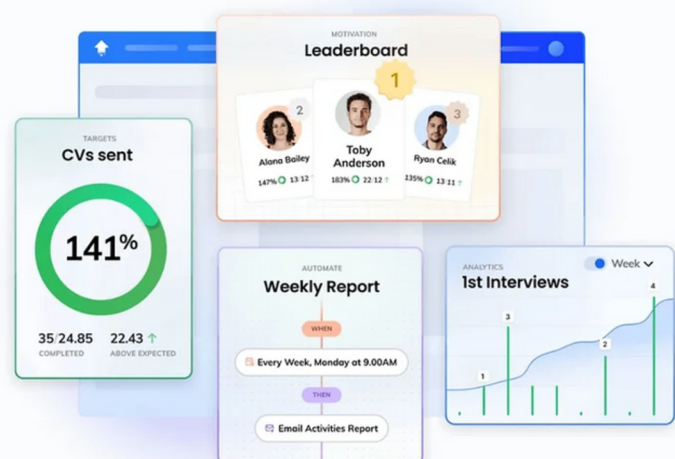 MOTIVATION
Leaderboard
1
2
3
Alana Bailey
Toby
Anderson
Ryan Celik
147% 13/12
183% 22/12 ↑
135% 13/11 ↑
TARGETS
CVs sent
141%
35/24.85
COMPLETED
22.43 ↑
ABOVE EXPECTED
AUTOMATE
Weekly Report
WHEN
Every Week, Monday at 9.00AM
THEN
Email Activities Report
ANALYTICS
1st Interviews
Week
1
3
2
4